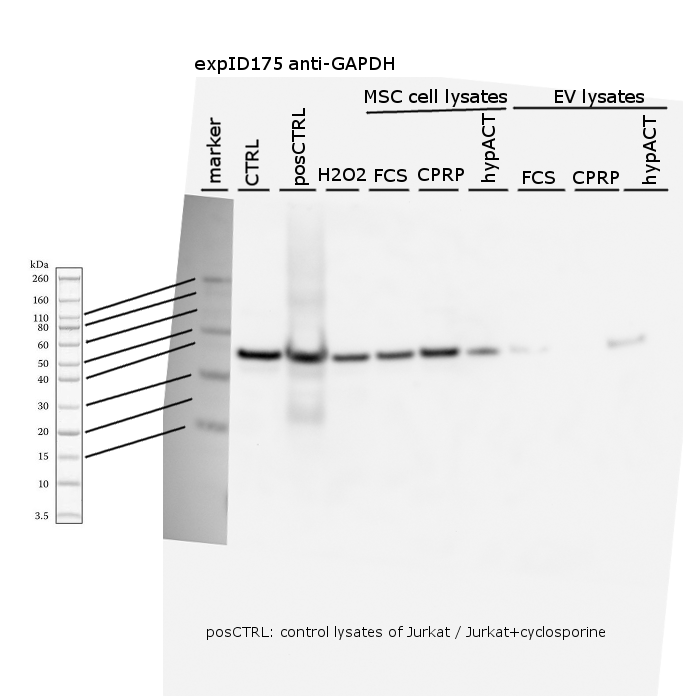 expID175 anti-GAPDH
MSC cell lysates
EV lysates
marker
CTRL
posCTRL
H2O2
FCS
CPRP
hypACT
FCS
CPRP
hypACT
kDa
260
160
110
80
60
50
40
30
20
15
10
3.5
posCTRL: control lysates of Jurkat / Jurkat+cyclosporine